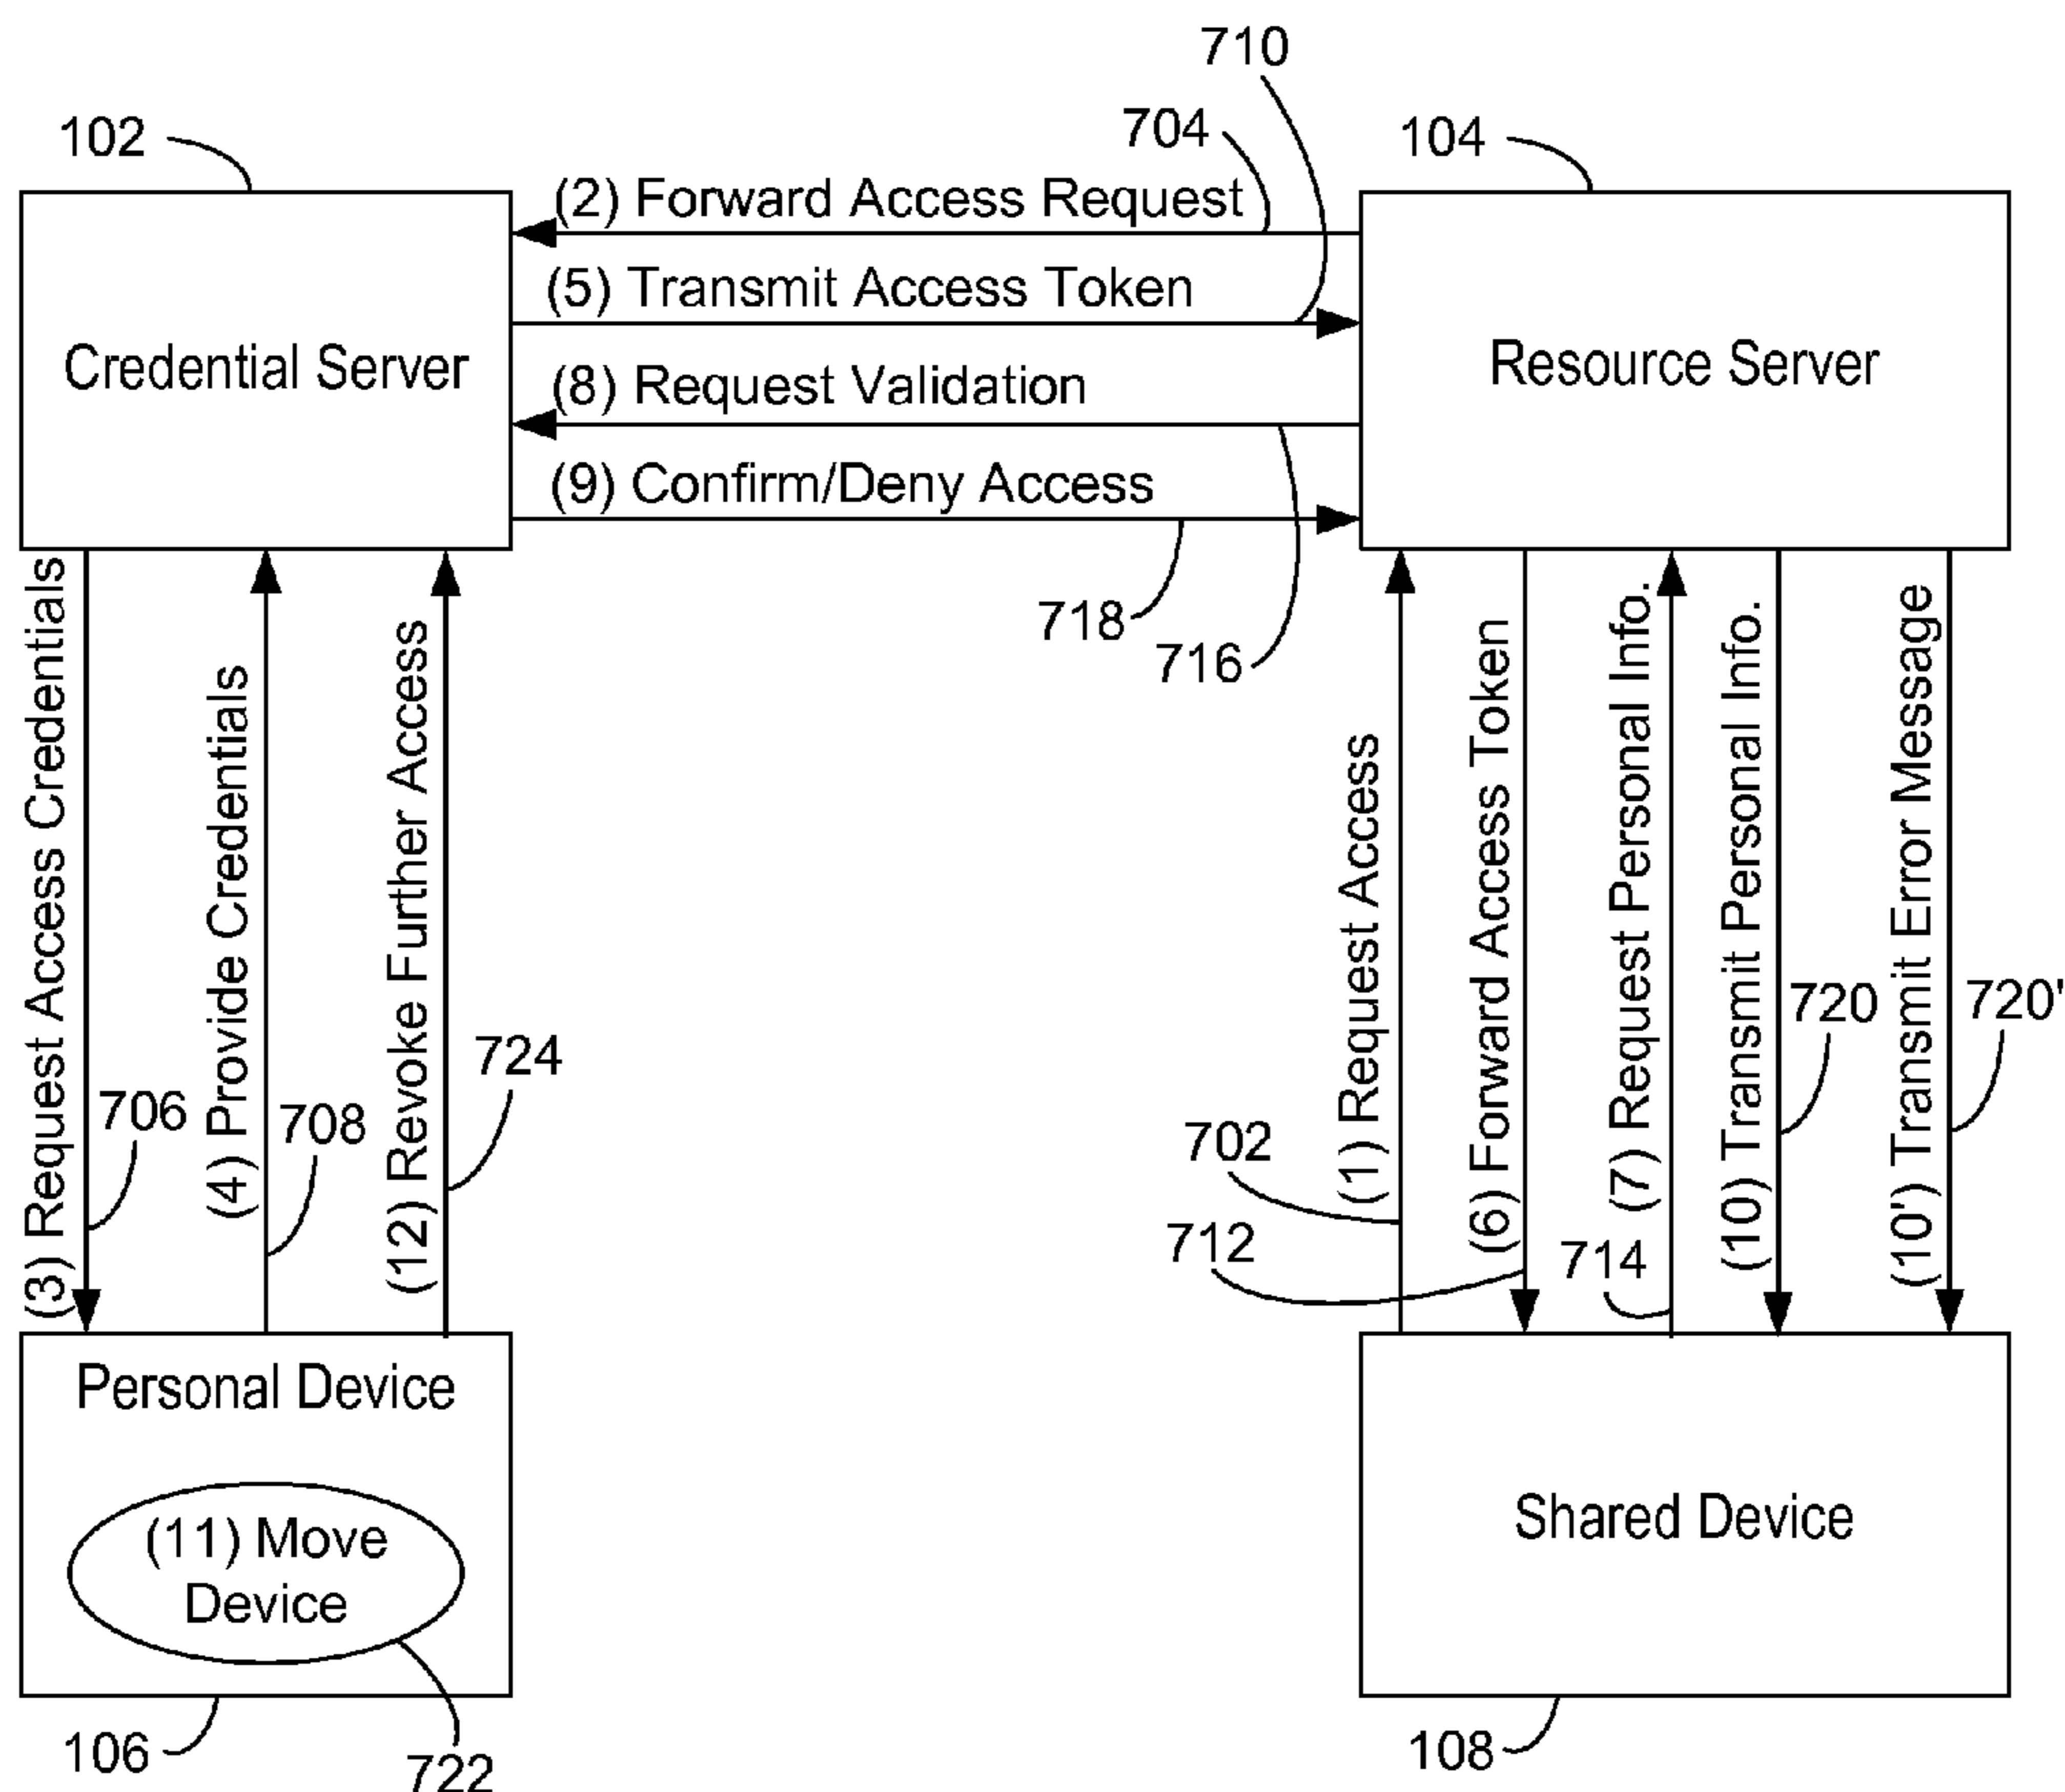 710
704
102
104
(2) Forward Access Request
(5) Transmit Access Token
Credential Server
Resource Server
(8) Request Validation
(9) Confirm/Deny Access
718
716
(3) Request Access Credentials
(4) Provide Credentials
(12) Revoke Further Access
(1) Request Access
(6) Forward Access Token
(7) Request Personal Info.
(10) Transmit Personal Info.
(10') Transmit Error Message
706
708
724
702
712
714
720
720'
Personal Device
(11) Move
Device
Shared Device
106
722
108